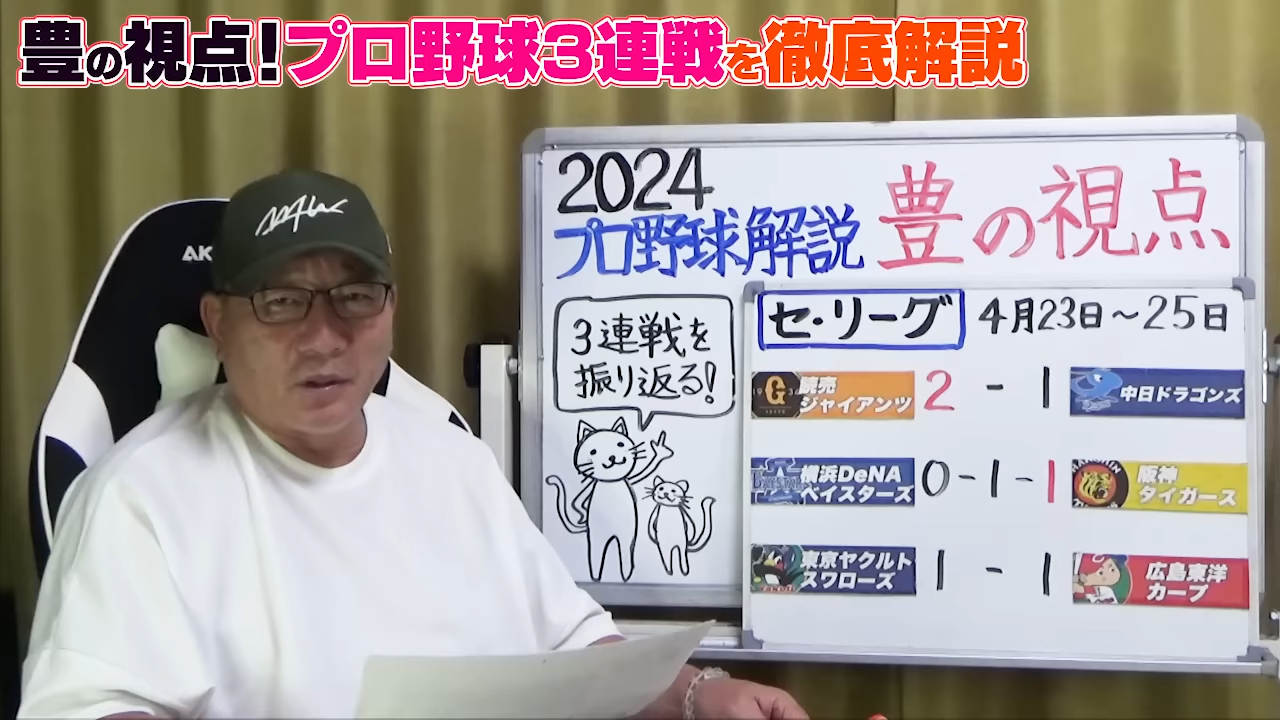 豊の視点!プロ野球3連戦を徹底解説
AK
2024
プロ野球解説 豊の視点
3連戦を
振り返る!
セ・リーグ 4月23日~25日
G
読売
ジャイアンツ 2 - 1 中日ドラゴンズ
横浜DeNA
ベイスターズ 0 - 1 - 1 阪神
タイガース
東京ヤクルト
スワローズ 1 - 1 広島東洋
カープ